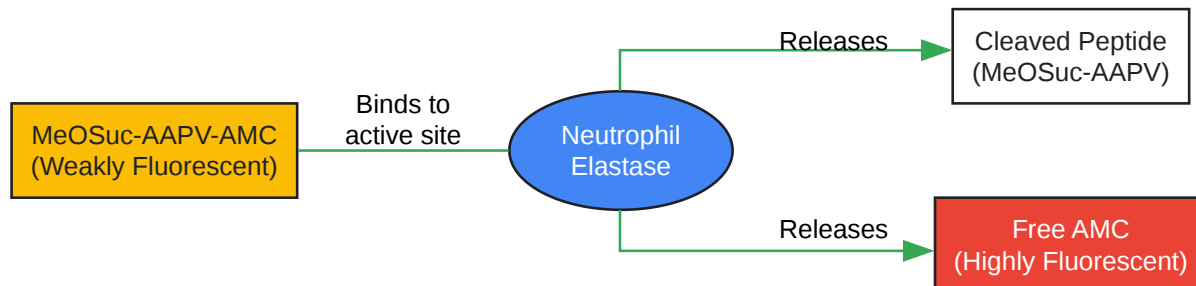 MeOSuc-AAPV-AMC
(Weakly Fluorescent)
Binds to
active site
Neutrophil
Elastase
Releases
Cleaved Peptide
(MeOSuc-AAPV)
Releases
Free AMC
(Highly Fluorescent)